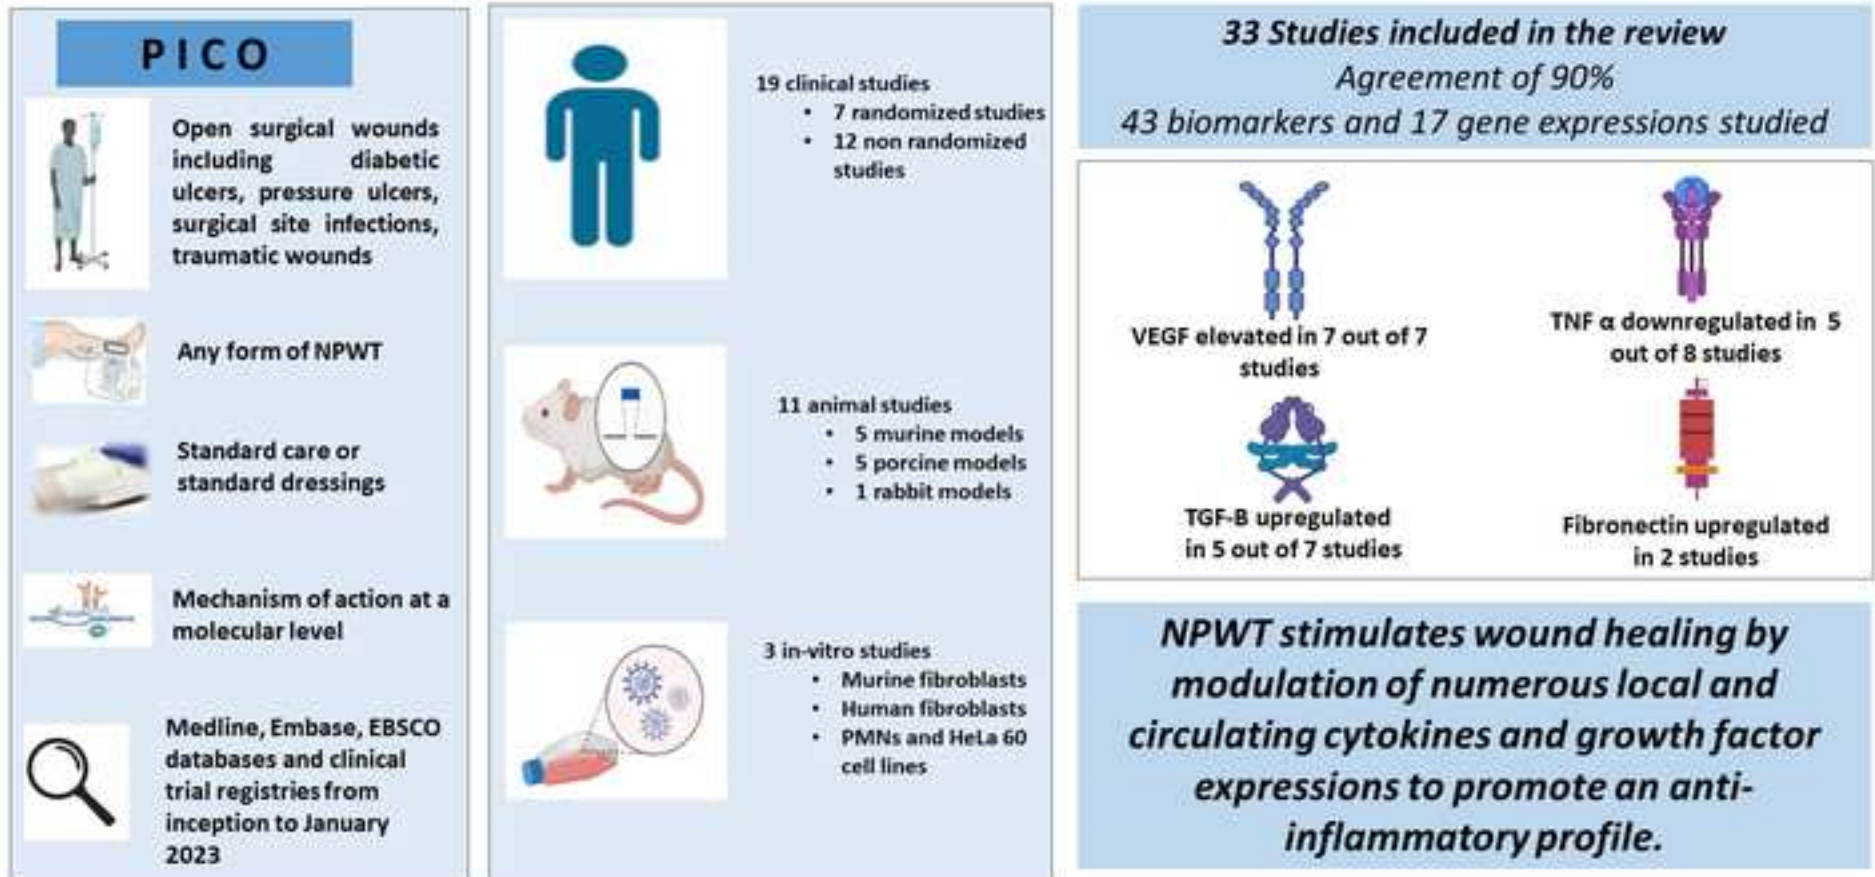 PICO
Open surgical wounds
including diabetic
ulcers, pressure ulcers,
surgical site infections,
traumatic wounds
Any form of NPWT
Standard care or
standard dressings
Mechanism of action at a
molecular level
Medline, Embase, EBSCO
databases and clinical
trial registries from
inception to January
2023
19 clinical studies
• 7 randomized studies
• 12 non randomized
studies
11 animal studies
• 5 murine models
• 5 porcine models
• 1 rabbit models
3 in-vitro studies
• Murine fibroblasts
• Human fibroblasts
• PMNs and HeLa 60
cell lines
33 Studies included in the review
Agreement of 90%
43 biomarkers and 17 gene expressions studied
VEGF elevated in 7 out of 7
studies
TNF α downregulated in 5
out of 8 studies
TGF-B upregulated
in 5 out of 7 studies
Fibronectin upregulated
in 2 studies
NPWT stimulates wound healing by
modulation of numerous local and
circulating cytokines and growth factor
expressions to promote an anti-
inflammatory profile.